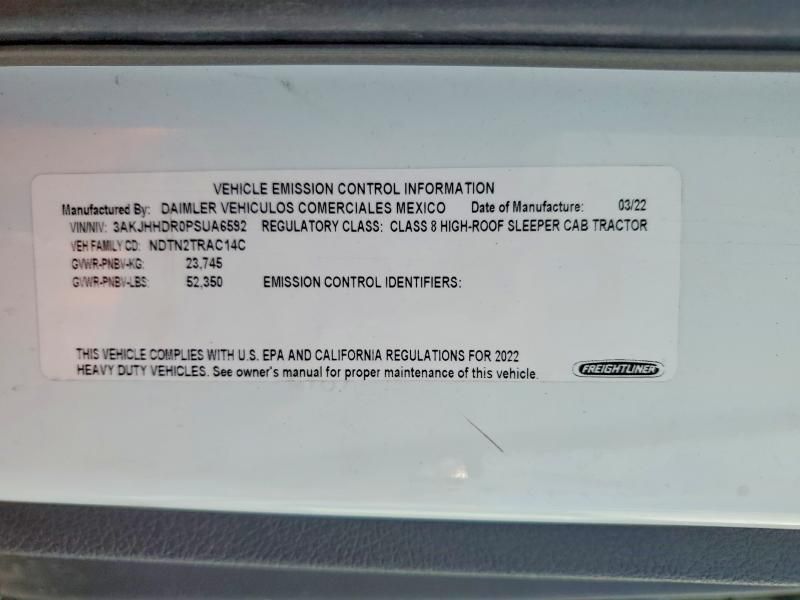 VEHICLE EMISSION CONTROL INFORMATION
Manufactured By: DAIMLER VEHICULOS COMERCIALES MEXICO Date of Manufacture: 03/22
VIN/NIV: 3AKJHHDR0PSUA6592 REGULATORY CLASS: CLASS 8 HIGH-ROOF SLEEPER CAB TRACTOR
VEH FAMILY CD: NDTN2TRAC14C
GVWR-PNBV-KG: 23,745
GVWR-PNBV-LBS: 52,350 EMISSION CONTROL IDENTIFIERS:
THIS VEHICLE COMPLIES WITH U.S. EPA AND CALIFORNIA REGULATIONS FOR 2022
HEAVY DUTY VEHICLES. See owner's manual for proper maintenance of this vehicle.
FREIGHTLINER